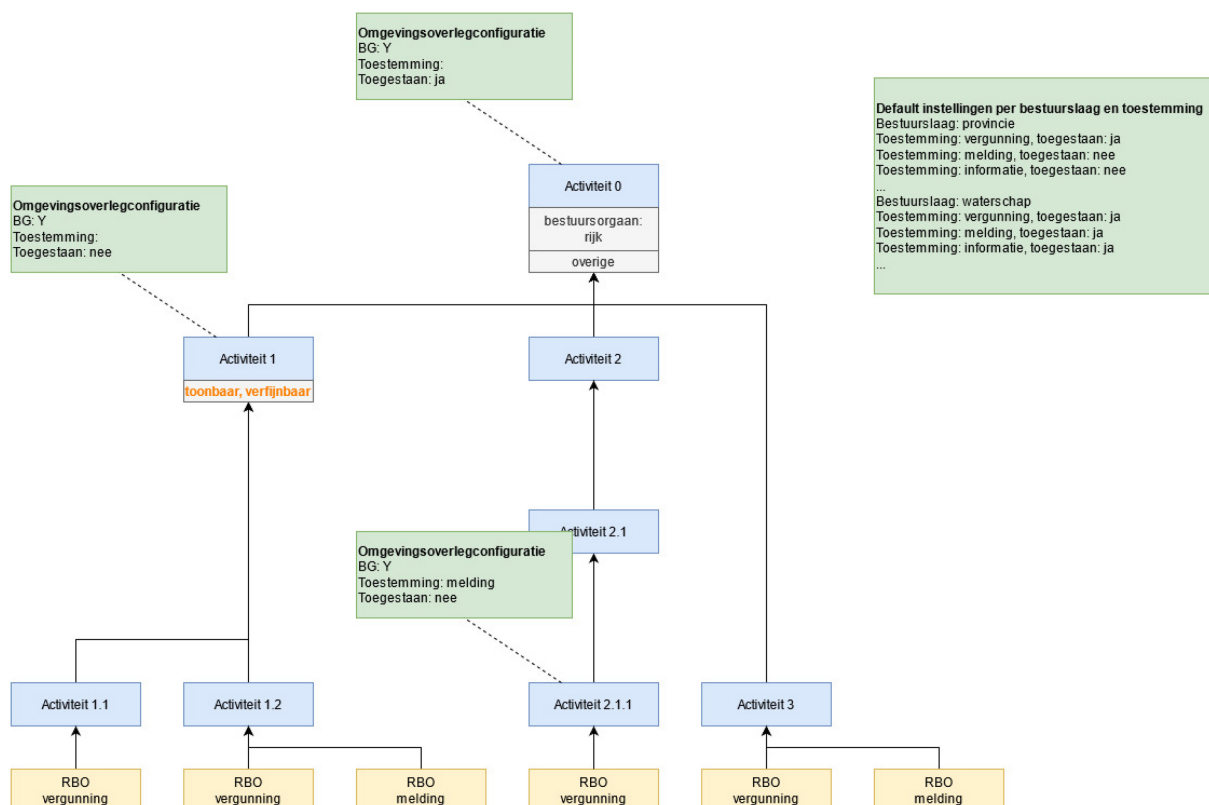 Omgevingsoverlegconfiguratie
BG: Y
Toestemming:
Toegestaan: ja
Default instellingen per bestuurslaag en toestemming
Bestuurslaag: provincie
Toestemming: vergunning, toegestaan: ja
Toestemming: melding, toegestaan: nee
Toestemming: informatie, toegestaan: nee
...
Bestuurslaag: waterschap
Toestemming: vergunning, toegestaan: ja
Toestemming: melding, toegestaan: ja
Toestemming: informatie, toegestaan: ja
...
Activiteit 0
bestuursorgaan:
rijk
overige
Omgevingsoverlegconfiguratie
BG: Y
Toestemming:
Toegestaan: nee
Activiteit 1
toonbaar, verfijnbaar
Activiteit 2
Activiteit 2.1
Omgevingsoverlegconfiguratie
BG: Y
Toestemming: melding
Toegestaan: nee
Activiteit 1.1
Activiteit 1.2
Activiteit 2.1.1
Activiteit 3
RBO
vergunning
RBO
vergunning
RBO
melding
RBO
vergunning
RBO
vergunning
RBO
melding